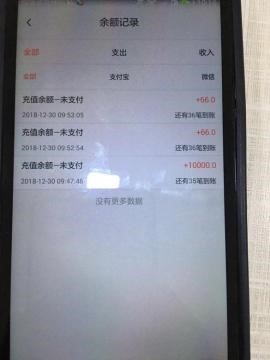 余额记录
全部 支出 收入
全部 支付宝 微信
充值余额—未支付 +66.0
2018-12-30 09:53:05 还有36笔到账
充值余额—未支付 +66.0
2018-12-30 09:52:54 还有36笔到账
充值余额—未支付 +10000.0
2018-12-30 09:47:46 还有35笔到账
没有更多数据